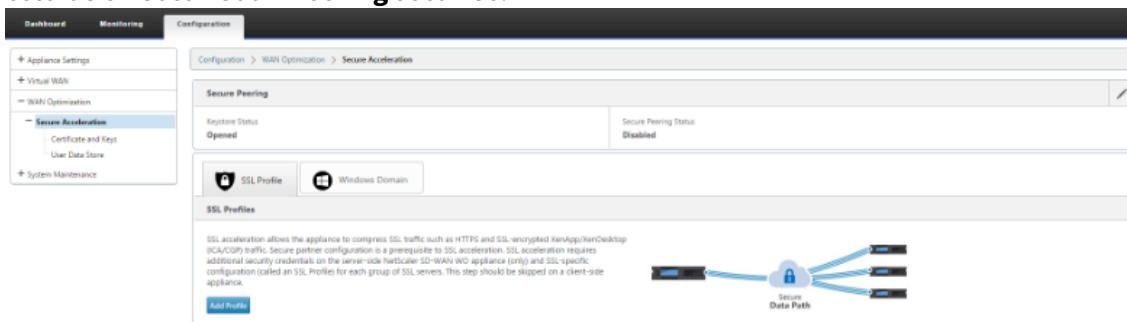 Dashboard Monitoring Configuration
+ Appliance Settings
+ Virtual WAN
− WAN Optimization
− Secure Acceleration
Certificate and Keys
User Data Store
+ System Maintenance
Configuration > WAN Optimization > Secure Acceleration
Secure Peering
Keystore Status
Opened
Secure Peering Status
Disabled
SSL Profile
Windows Domain
SSL Profiles
SSL acceleration allows the appliance to compress SSL traffic such as HTTPS and SSL-encrypted XenApp/XenDesktop
(ICA/CGP) traffic. Secure partner configuration is a prerequisite to SSL acceleration. SSL acceleration requires
additional security credentials on the server-side NetScaler SD-WAN WO appliance (only) and SSL-specific
configuration (called an SSL Profile) for each group of SSL servers. This step should be skipped on a client-side
appliance.
Add Profile
Secure
Data Path